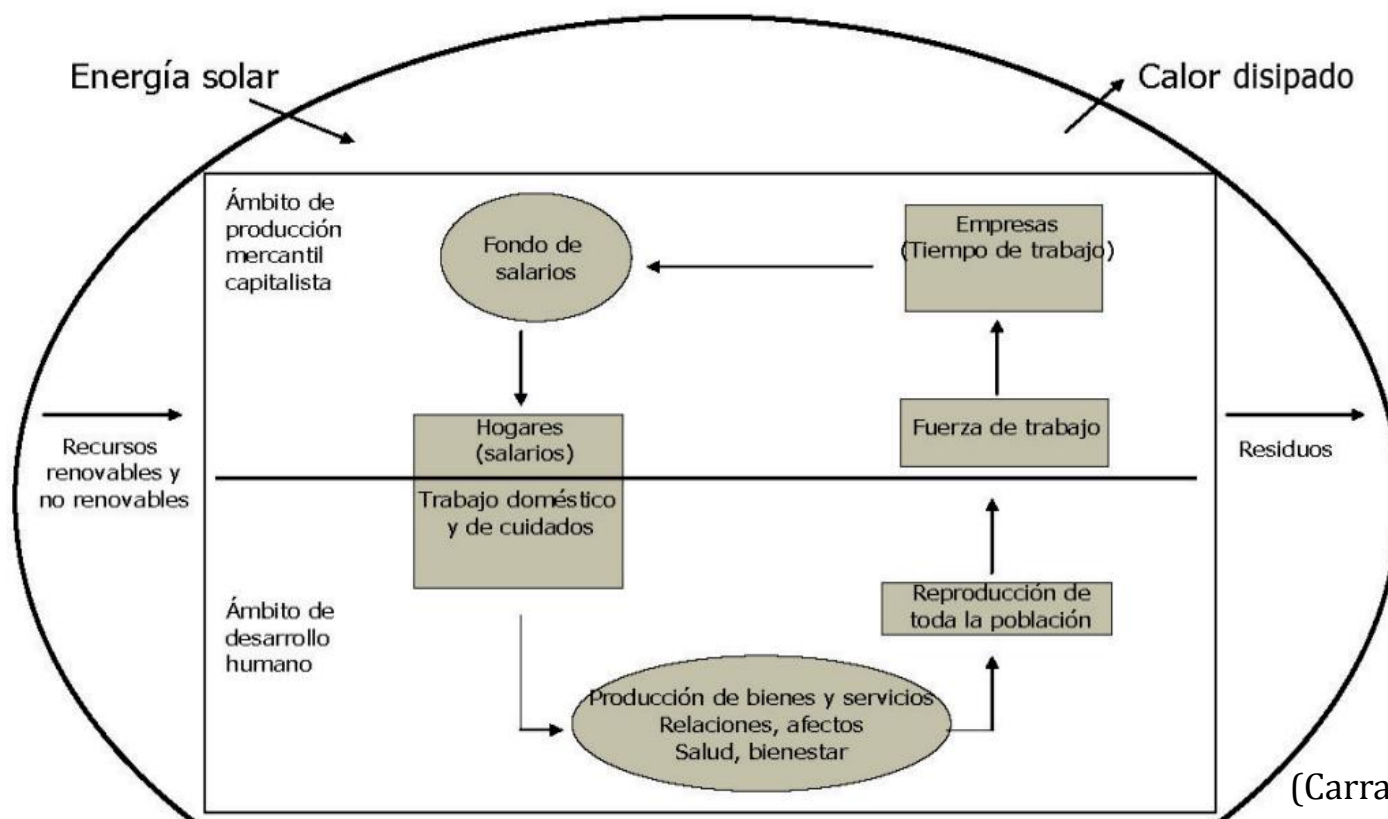 Energía solar
Calor disipado
Ámbito de
producción
mercantil
capitalista
Fondo de
salarios
Empresas
(Tiempo de trabajo)
Recursos
renovables y
no renovables
Hogares
(salarios)
Fuerza de trabajo
Residuos
Trabajo doméstico
y de cuidados
Ámbito de
desarrollo
humano
Reproducción de
toda la población
Producción de bienes y servicios
Relaciones, afectos
Salud, bienestar